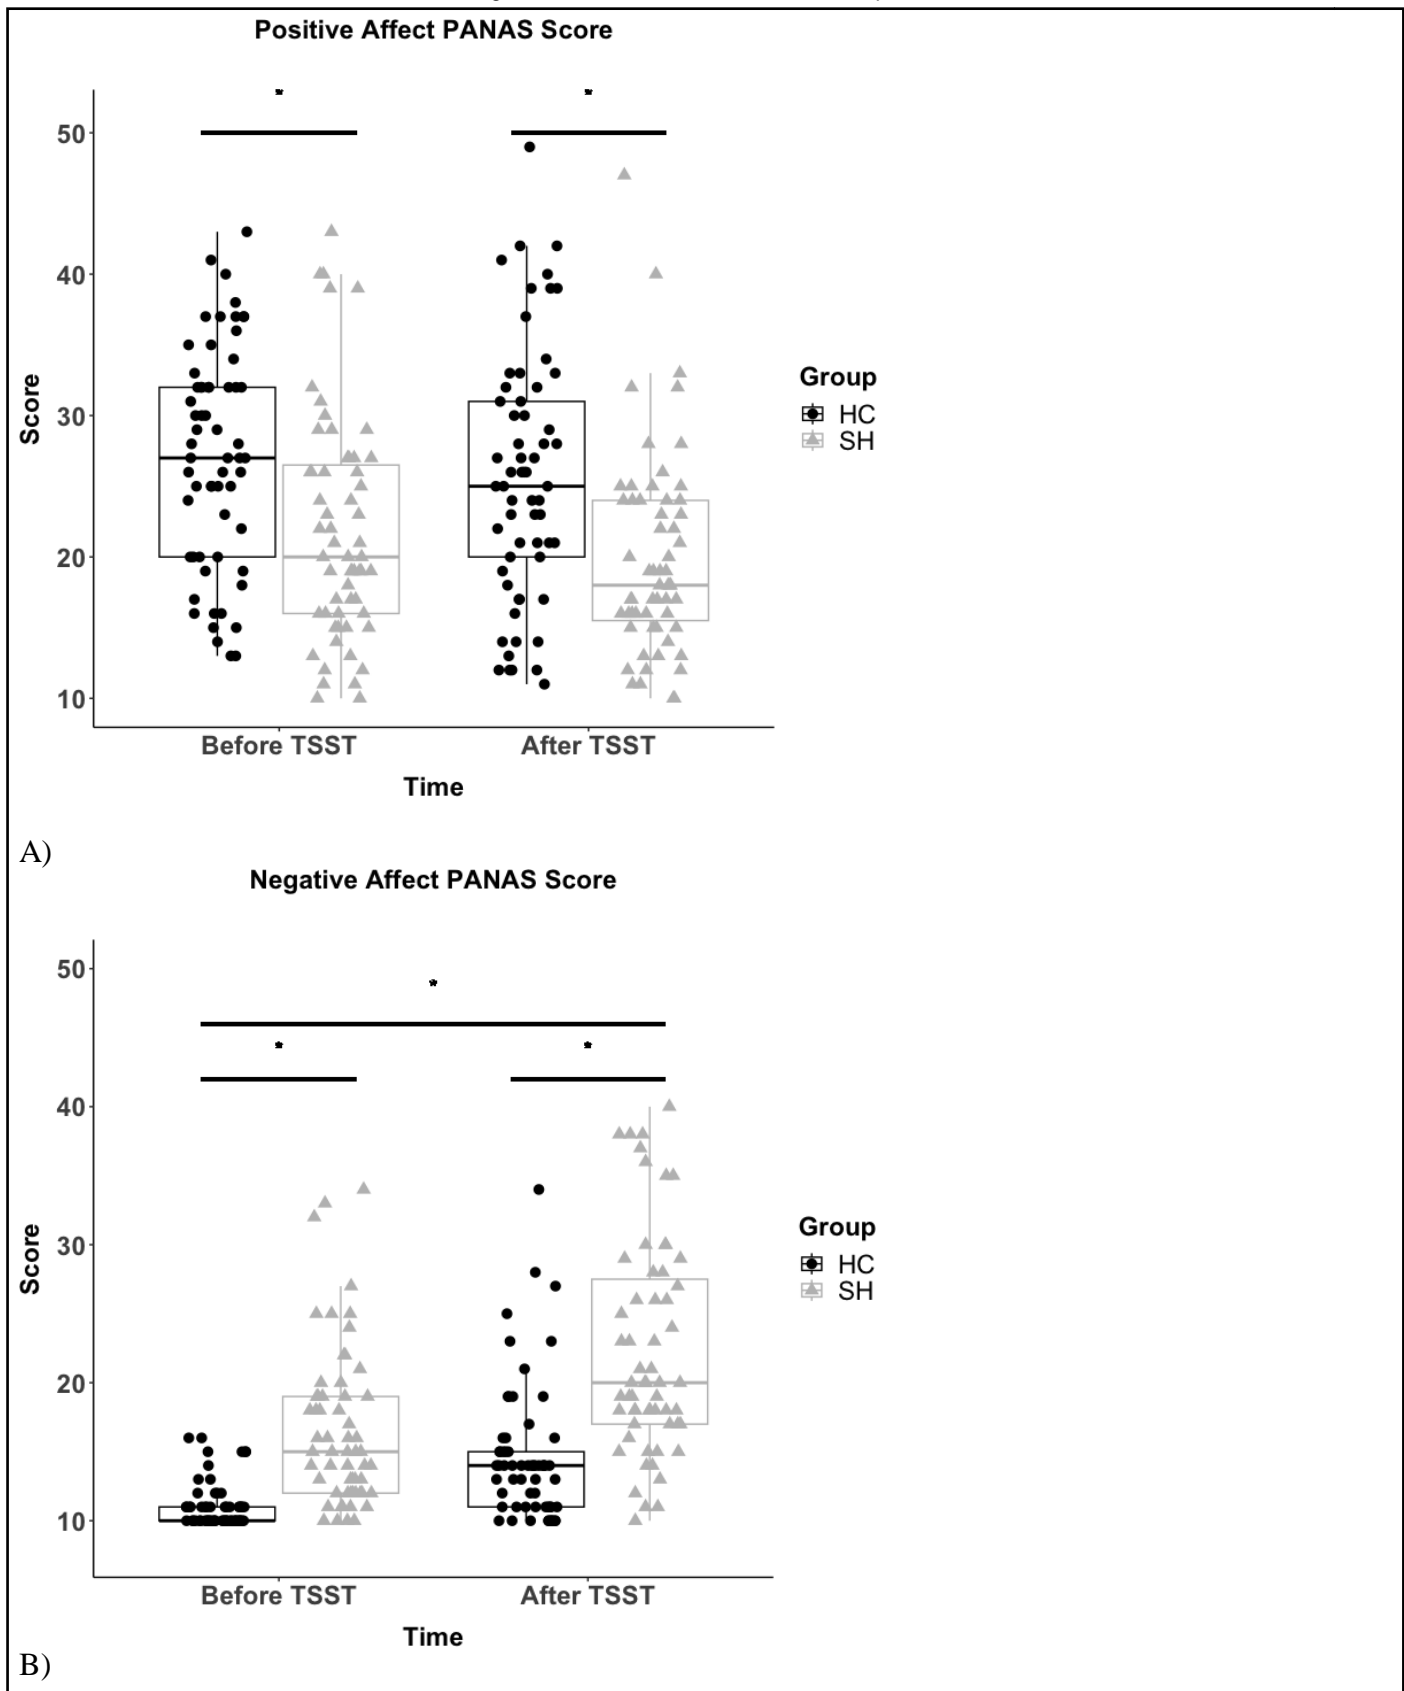 Positive Affect PANAS Score
*
*
50
40
30
20
10
Score
Before TSST
After TSST
Time
Group
HC
SH
A)
Negative Affect PANAS Score
*
*
*
50
40
30
20
10
Score
Before TSST
After TSST
Time
Group
HC
SH
B)